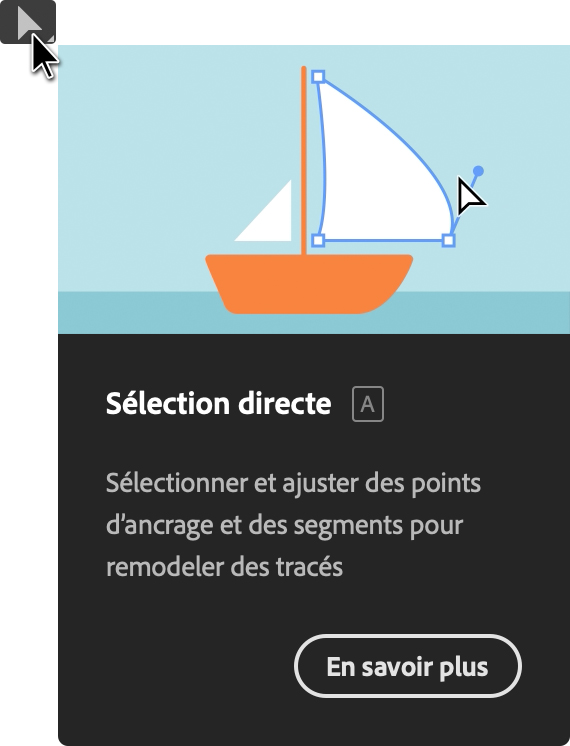 Sélection directe A
Sélectionner et ajuster des points
d’ancrage et des segments pour
remodeler des tracés
En savoir plus